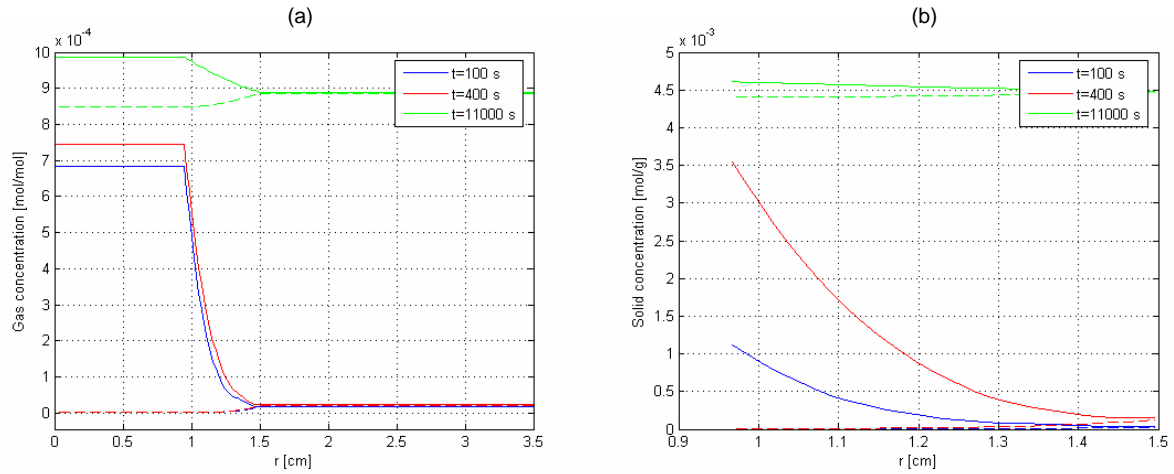 (a)
x 10^-4
10
9
8
7
6
5
4
3
2
1
0
0
0.5
1
1.5
2
2.5
3
3.5
Gas concentration [mol/mol]
r [cm]
t=100 s
t=400 s
t=11000 s
(b)
x 10^-3
5
4.5
4
3.5
3
2.5
2
1.5
1
0.5
0
0.9
1
1.1
1.2
1.3
1.4
1.5
Solid concentration [mol/g]
r [cm]
t=100 s
t=400 s
t=11000 s